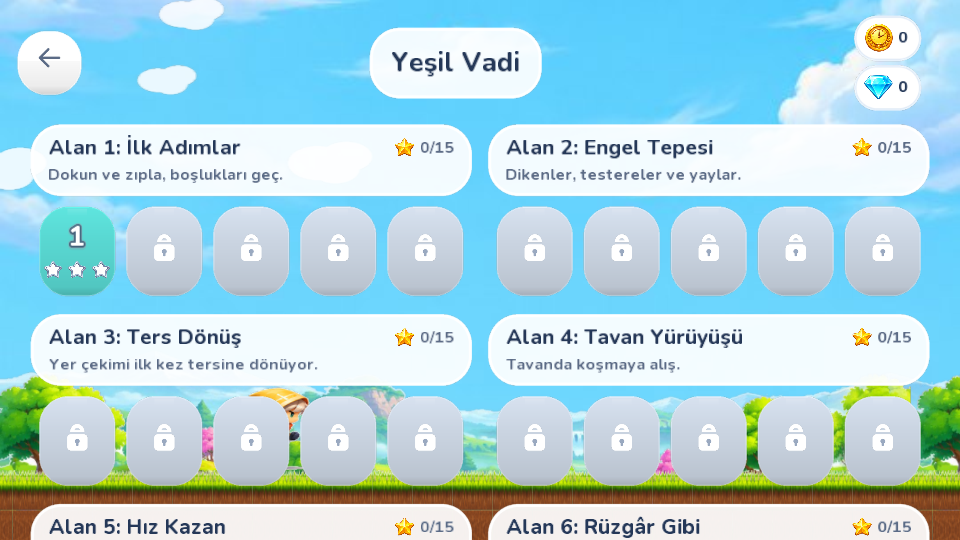 Yeşil Vadi
0
0
Alan 1: İlk Adımlar
0/15
Dokun ve zıpla, boşlukları geç.
Alan 2: Engel Tepesi
0/15
Dikenler, testereler ve yaylar.
1
Alan 3: Ters Dönüş
0/15
Yer çekimi ilk kez tersine dönüyor.
Alan 4: Tavan Yürüyüşü
0/15
Tavanda koşmaya alış.
Alan 5: Hız Kazan
0/15
Alan 6: Rüzgâr Gibi
0/15